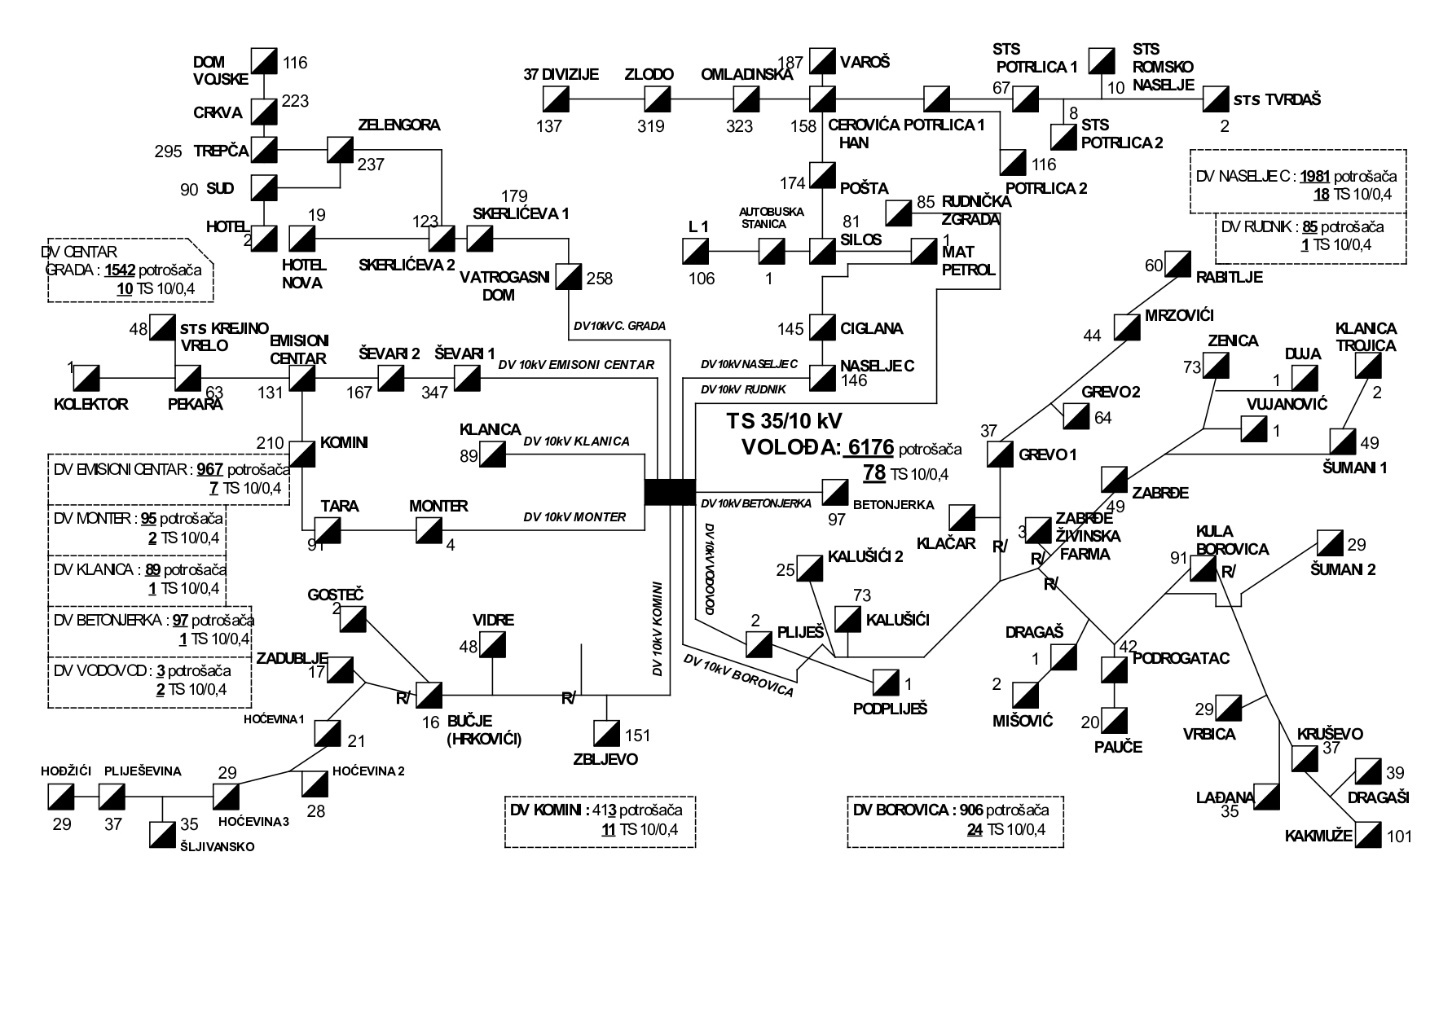 DOM
VOJSKE
116
CRKVA
223
295
TREPČA
ZELENGORA
237
90
SUD
HOTEL
2
19
HOTEL
NOVA
123
SKERLIĆEVA 2
179
SKERLIĆEVA 1
VATROGASNI
DOM
258
DV CENTAR
GRADA : 1542 potrošača
10 TS 10/0,4
DV10kVC. GRADA
37 DIVIZIJE
137
ZLODO
319
OMLADINSKA
323
187
VAROŠ
158
CEROVIĆA
HAN
POTRLICA 1
STS
POTRLICA 1
67
STS
ROMSKO
NASELJE
10
8
STS
POTRLICA 2
STS TVRDAŠ
2
116
POTRLICA 2
174
POŠTA
85
RUDNIČKA
ZGRADA
AUTOBUSKA
STANICA
1
L 1
106
81
SILOS
1
MAT
PETROL
145
CIGLANA
NASELJE C
146
DV 10kV NASELJE C
DV 10kV RUDNIK
DV NASELJE C : 1981 potrošača
18 TS 10/0,4
DV RUDNIK : 85 potrošača
1 TS 10/0,4
48
STS KREJINO
VRELO
1
KOLEKTOR
63
PEKARA
EMISIONI
CENTAR
131
ŠEVARI 2
167
ŠEVARI 1
347
DV 10kV EMISONI CENTAR
210
KOMINI
KLANICA
89
DV 10kV KLANICA
TARA
91
MONTER
4
DV 10kV MONTER
TS 35/10 kV
VOLOĐA: 6176 potrošača
78 TS 10/0,4
DV 10kV BETONJERKA
BETONJERKA
97
DV EMISIONI CENTAR : 967 potrošača
7 TS 10/0,4
DV MONTER : 95 potrošača
2 TS 10/0,4
DV KLANICA : 89 potrošača
1 TS 10/0,4
DV BETONJERKA : 97 potrošača
1 TS 10/0,4
DV VODOVOD : 3 potrošača
2 TS 10/0,4
60
RABITLJE
MRZOVIĆI
44
GREVO 2
64
37
GREVO 1
KLAČAR
R/
ZENICA
73
DUJA
1
VUJANOVIĆ
1
KLANICA
TROJICA
2
49
ŠUMANI 1
ZABRĐE
49
3
ZABRĐE
ŽIVINSKA
FARMA
R/
KULA
BOROVICA
91
R/
29
ŠUMANI 2
DV 10kV VODOVOD
DV 10kV KOMINI
DV 10kV BOROVICA
KALUŠIĆI 2
25
73
KALUŠIĆI
2
PLIJEŠ
1
PODPLIJEŠ
DRAGAŠ
1
2
MIŠOVIĆ
42
PODROGATAC
20
PAUČE
29
VRBICA
KRUŠEVO
37
39
DRAGAŠI
LAĐANA
35
KAKMUŽE
101
GOSTEČ
2
ZADUBLJE
17
VIDRE
48
R/
16
BUČJE
(HRKOVIĆI)
R/
151
ZBLJEVO
HOĆEVINA 1
21
HOĆEVINA 2
28
29
HOĆEVINA 3
HOĐŽIĆI
29
PLIJEŠEVINA
37
35
ŠLJIVANSKO
DV KOMINI : 413 potrošača
11 TS 10/0,4
DV BOROVICA : 906 potrošača
24 TS 10/0,4